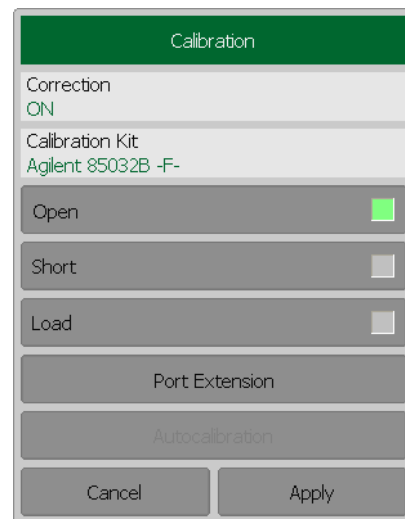 Calibration
Correction
ON
Calibration Kit
Agilent 85032B -F-
Open
Short
Load
Port Extension
Autocalibration
Cancel
Apply